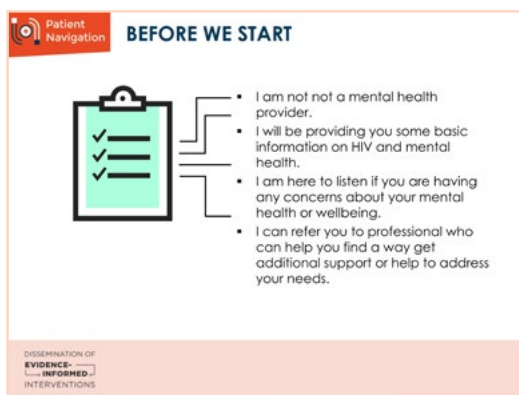 Patient
Navigation
BEFORE WE START
▪ I am not not a mental health
provider.
▪ I will be providing you some basic
information on HIV and mental
health.
▪ I am here to listen if you are having
any concerns about your mental
health or wellbeing.
▪ I can refer you to professional who
can help you find a way get
additional support or help to address
your needs.
DISSEMINATION OF
EVIDENCE-
INFORMED
INTERVENTIONS